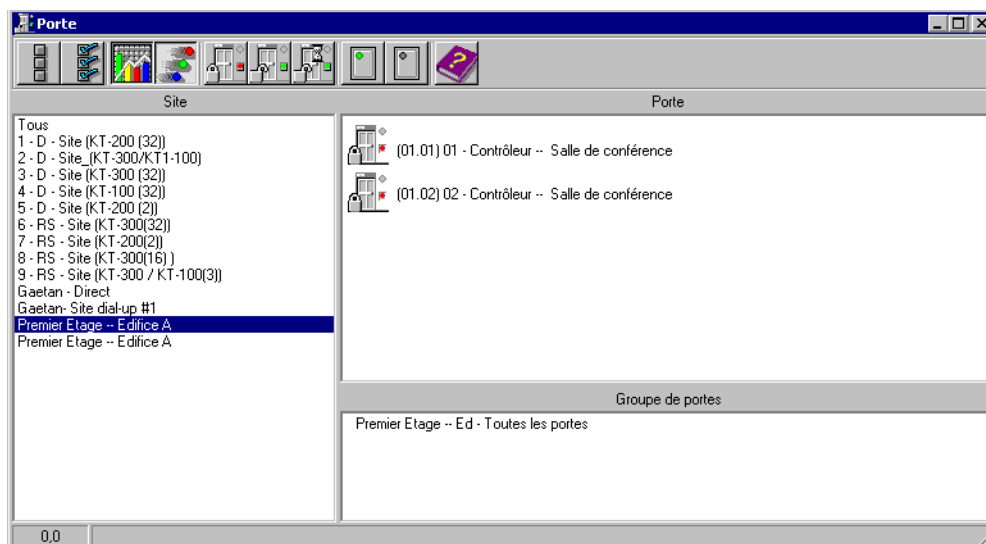 Porte
Site
Porte
Tous
1 - D - Site (KT-200 (32))
2 - D - Site_(KT-300/KT1-100)
3 - D - Site (KT-300 (32))
4 - D - Site (KT-100 (32))
5 - D - Site (KT-200 (2))
6 - RS - Site (KT-300(32))
7 - RS - Site (KT-200(2))
8 - RS - Site (KT-300(16) )
9 - RS - Site (KT-300 / KT-100(3))
Gaetan - Direct
Gaetan- Site dial-up #1
Premier Etage -- Edifice A
Premier Etage -- Edifice A
(01.01) 01 - Contrôleur -- Salle de conférence
(01.02) 02 - Contrôleur -- Salle de conférence
Groupe de portes
Premier Etage -- Ed - Toutes les portes
0,0